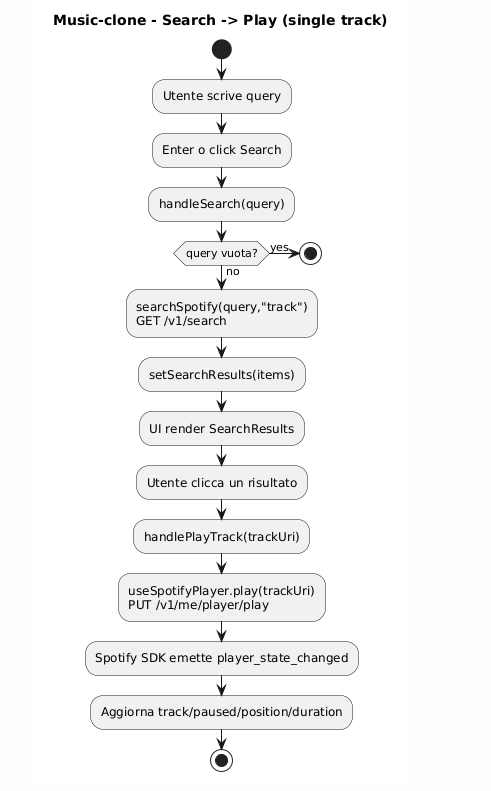 Music-clone - Search -> Play (single track)
Utente scrive query
Enter o click Search
handleSearch(query)
query vuota?
yes
no
searchSpotify(query,"track")
GET /v1/search
setSearchResults(items)
UI render SearchResults
Utente clicca un risultato
handlePlayTrack(trackUri)
useSpotifyPlayer.play(trackUri)
PUT /v1/me/player/play
Spotify SDK emette player_state_changed
Aggiorna track/paused/position/duration